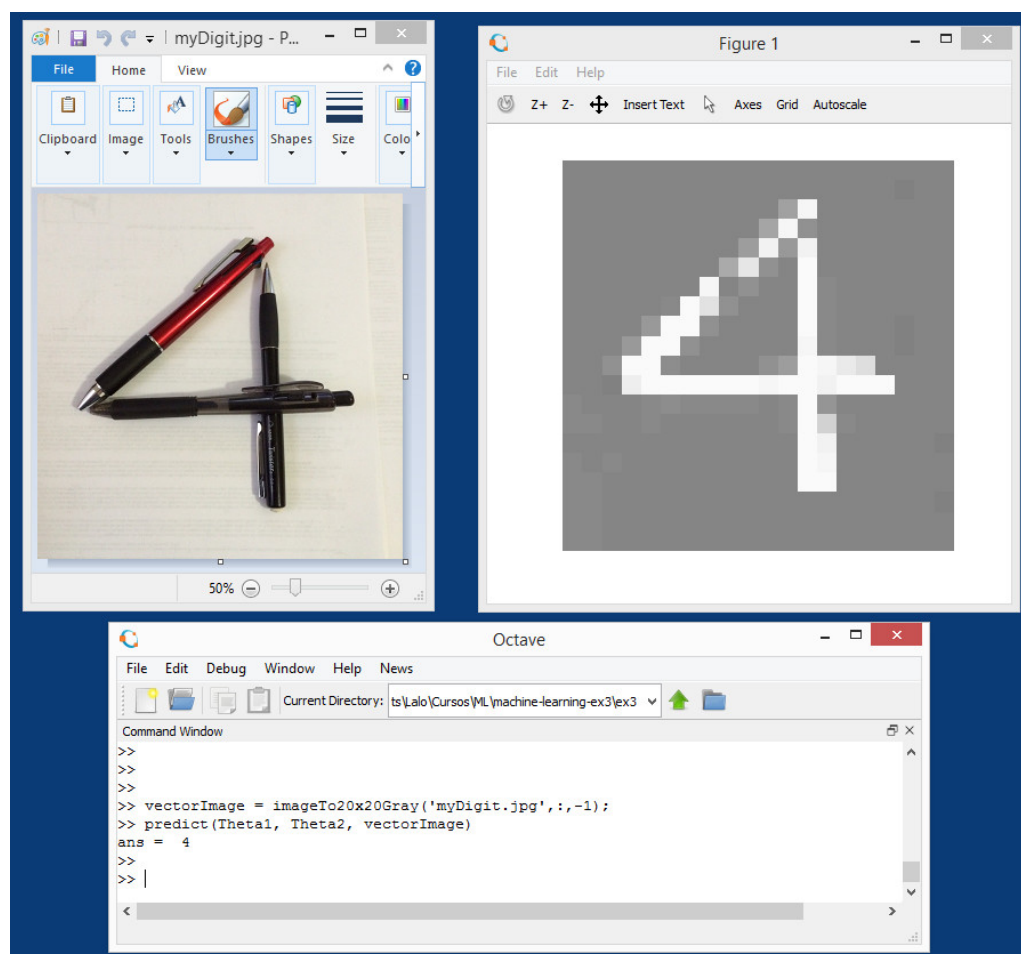 myDigit.jpg - P...
File Home View
Clipboard Image Tools Brushes Shapes Size Colo
50%
Figure 1
File Edit Help
Z+ Z- Insert Text Axes Grid Autoscale
Octave
File Edit Debug Window Help News
Current Directory: ts\Lalo\Cursos\ML\machine-learning-ex3\ex3
Command Window
>>
>>
>>
>> vectorImage = imageTo20x20Gray('myDigit.jpg',:,-1);
>> predict(Theta1, Theta2, vectorImage)
ans = 4
>>
>>